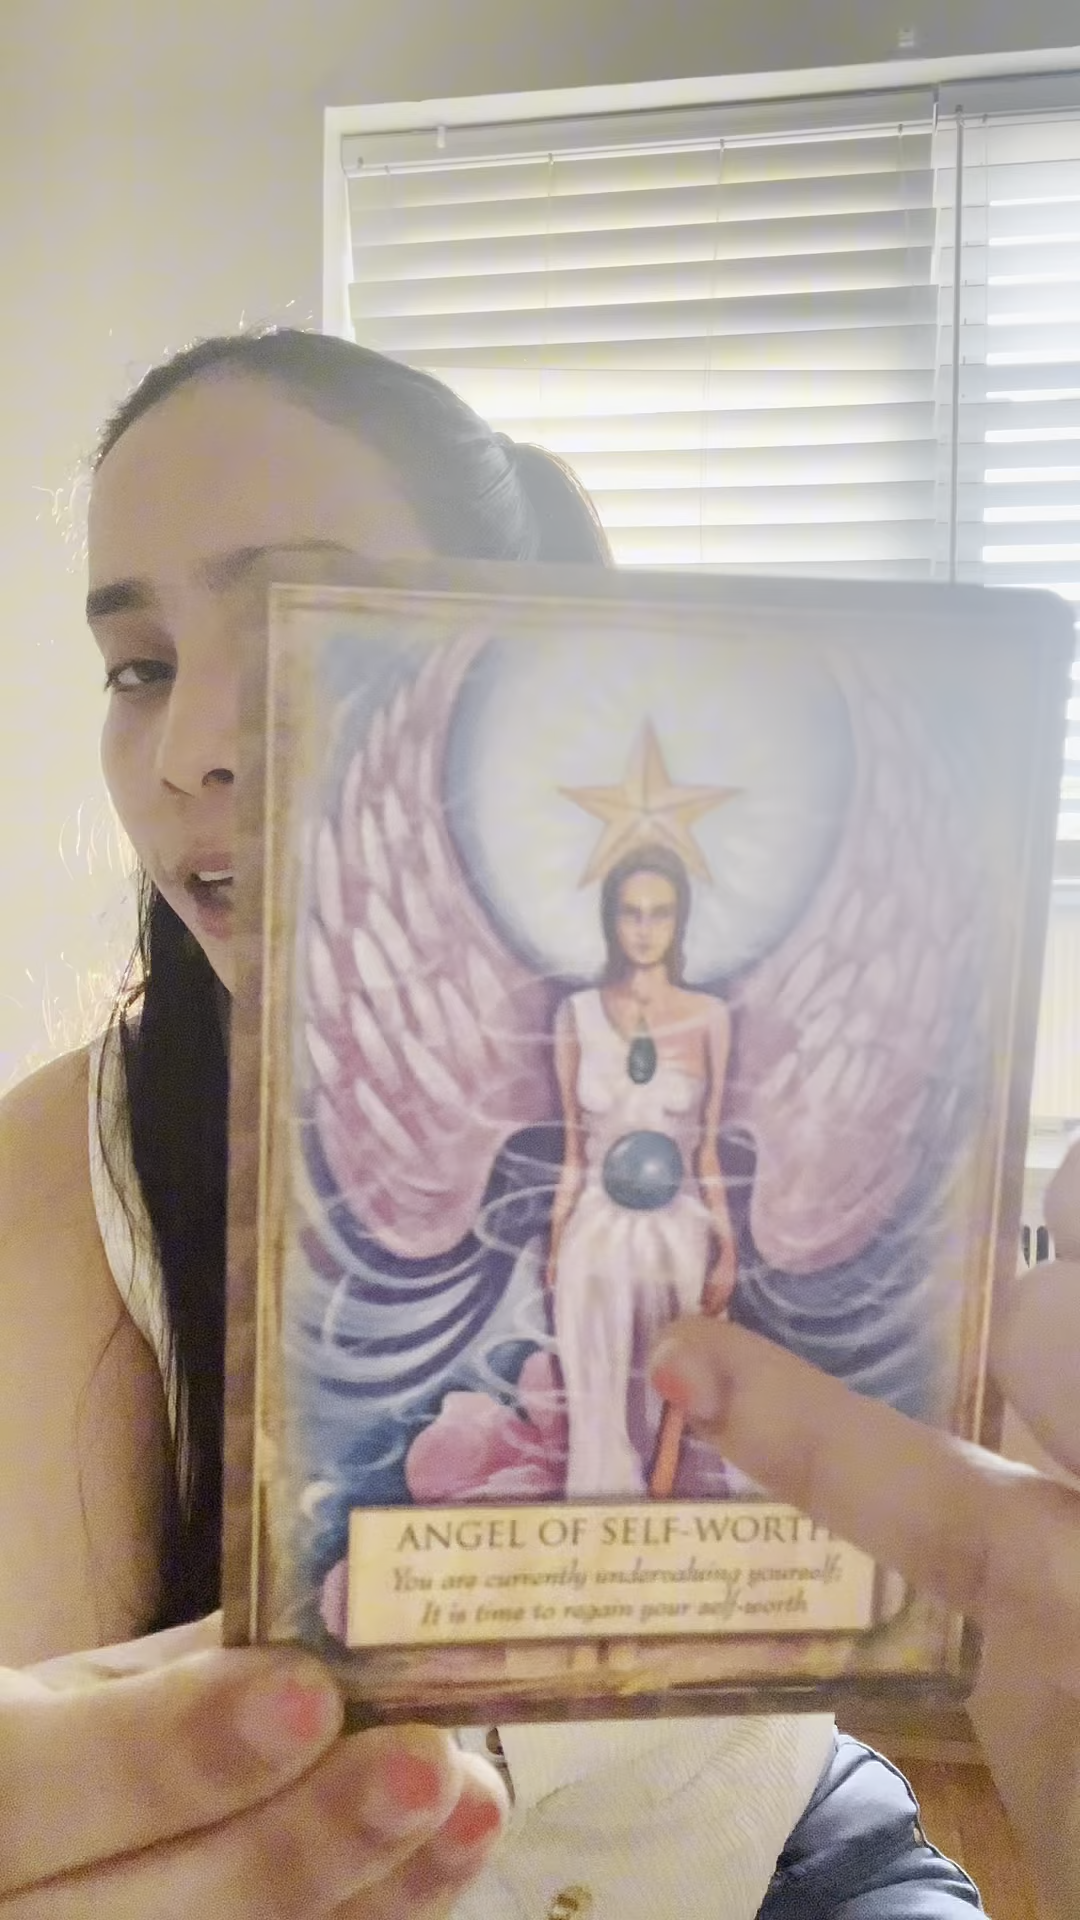 ANGEL OF SELF-WORTH
You are currently undervaluing yourself;
It is time to regain your self-worth